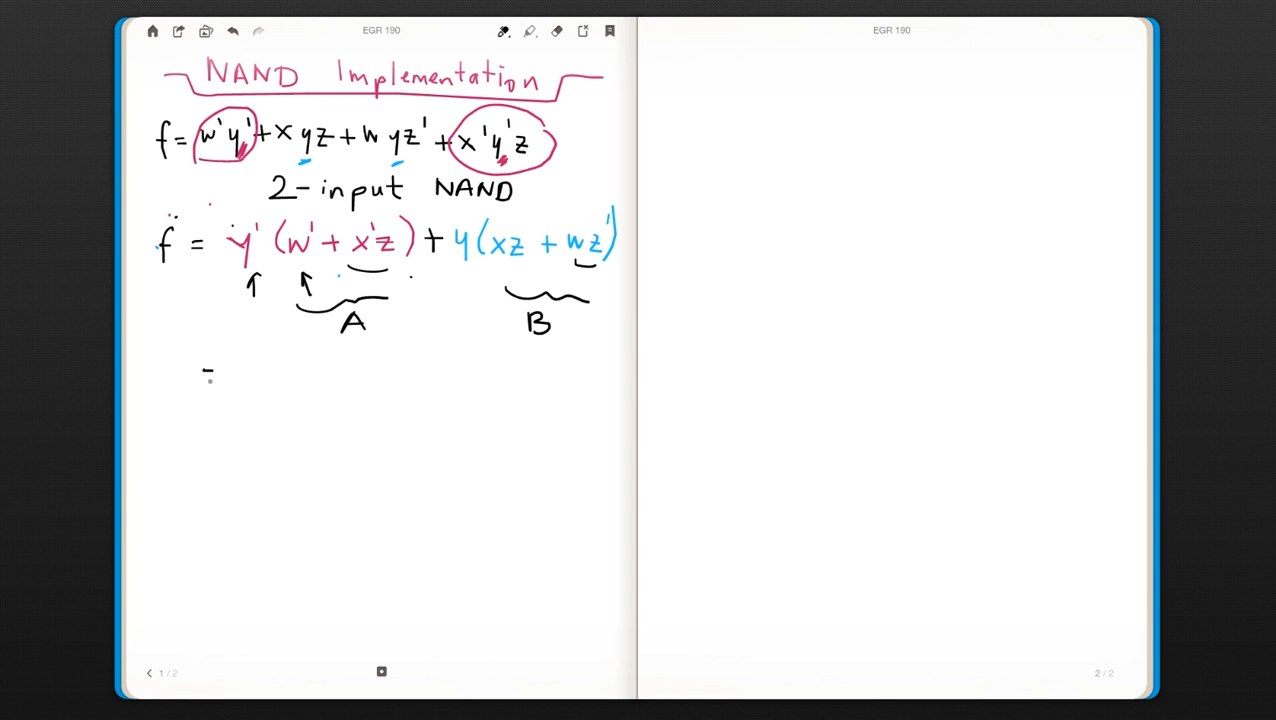 EGR 190
EGR 190
NAND Implementation
f = w'y' + xyz + wyz' + x'y'z
2-input NAND
f = y'(w' + x'z) + y(xz + wz')
A B
=
1 / 2
2 / 2